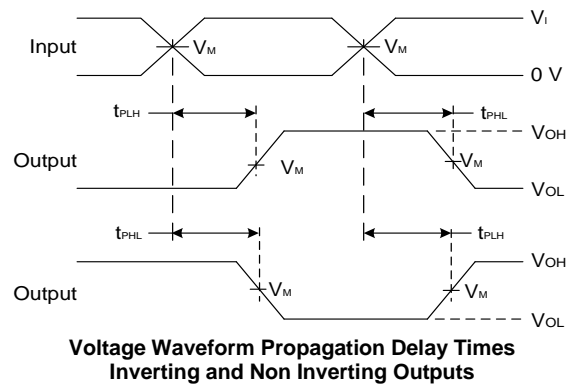 Input
VM
VM
VI
0 V
tPLH
tPHL
Output
VM
VM
VOH
VOL
tPHL
tPLH
Output
VM
VM
VOH
VOL
Voltage Waveform Propagation Delay Times
Inverting and Non Inverting Outputs